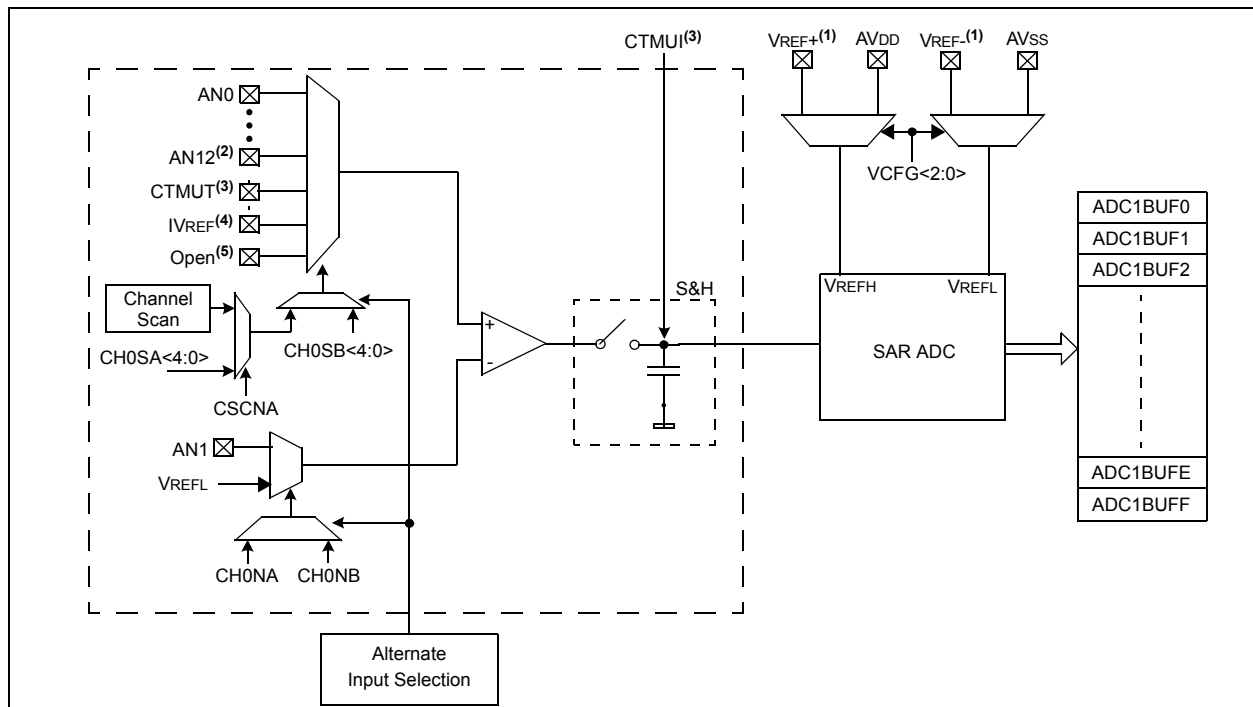 CTMUI(3)
VREF+(1)
AVDD
VREF-(1)
AVSS
AN0
AN12(2)
CTMUT(3)
IVREF(4)
Open(5)
VCFG<2:0>
Channel
Scan
CH0SA<4:0>
CSCNA
CH0SB<4:0>
+
-
S&H
VREFH
VREFL
SAR ADC
ADC1BUF0
ADC1BUF1
ADC1BUF2
ADC1BUFE
ADC1BUFF
AN1
VREFL
CH0NA
CH0NB
Alternate
Input Selection